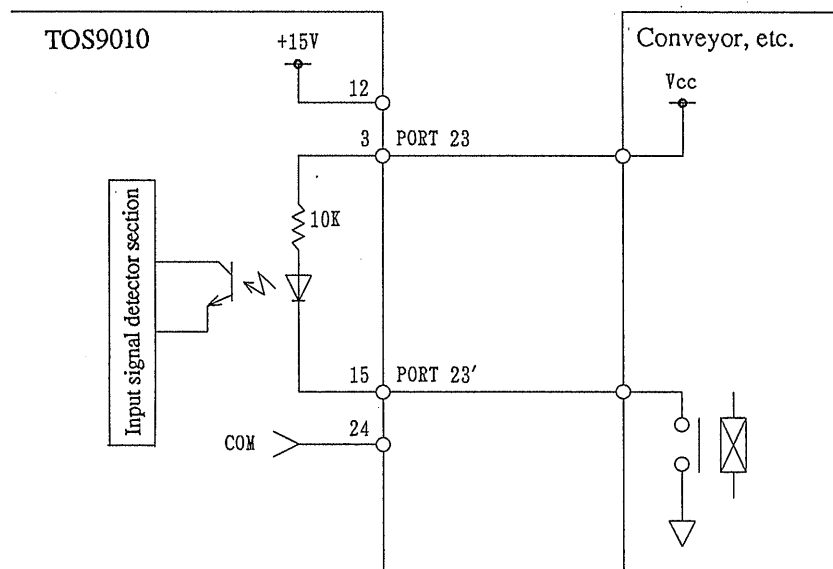 TOS9010
Conveyor, etc.
+15V
Vcc
12
3 PORT 23
10K
Input signal detector section
15 PORT 23′
24
COM